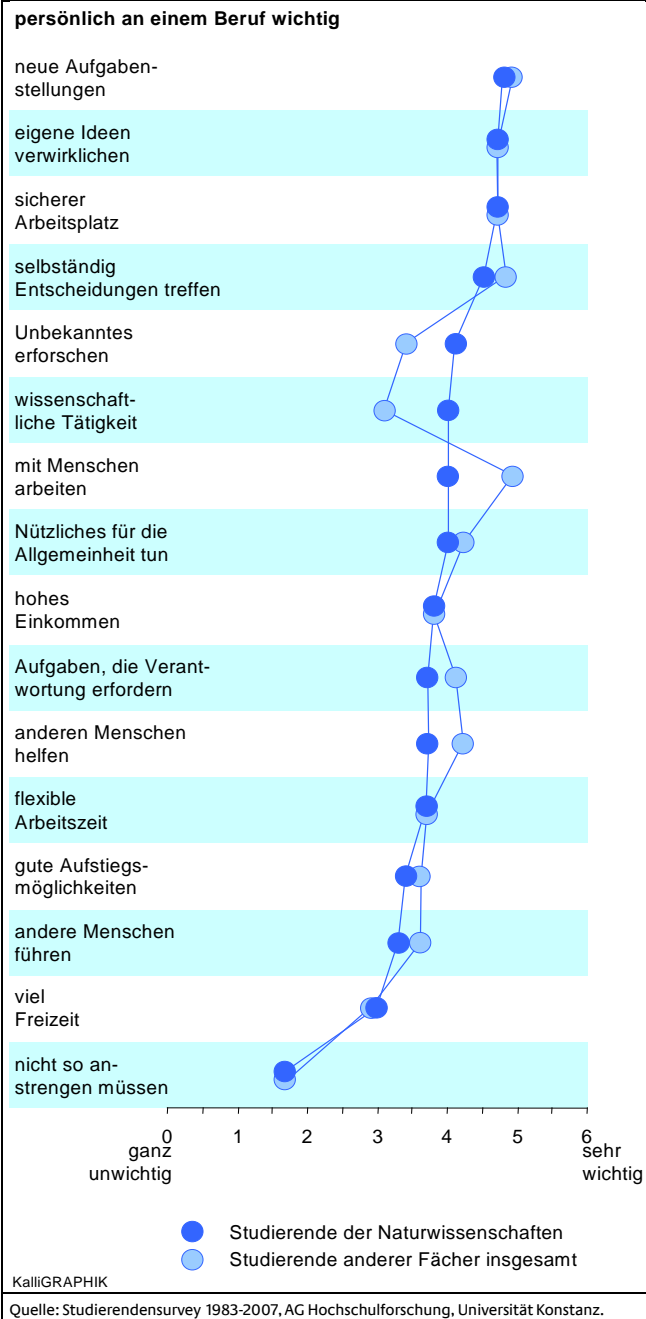 persönlich an einem Beruf wichtig
neue Aufgaben-
stellungen
eigene Ideen
verwirklichen
sicherer
Arbeitsplatz
selbständig
Entscheidungen treffen
Unbekanntes
erforschen
wissenschaft-
liche Tätigkeit
mit Menschen
arbeiten
Nützliches für die
Allgemeinheit tun
hohes
Einkommen
Aufgaben, die Verant-
wortung erfordern
anderen Menschen
helfen
flexible
Arbeitszeit
gute Aufstiegs-
möglichkeiten
andere Menschen
führen
viel
Freizeit
nicht so an-
strengen müssen
0 1 2 3 4 5 6
ganz
unwichtig
sehr
wichtig
Studierende der Naturwissenschaften
Studierende anderer Fächer insgesamt
KalliGRAPHIK
Quelle: Studierendensurvey 1983-2007, AG Hochschulforschung, Universität Konstanz.